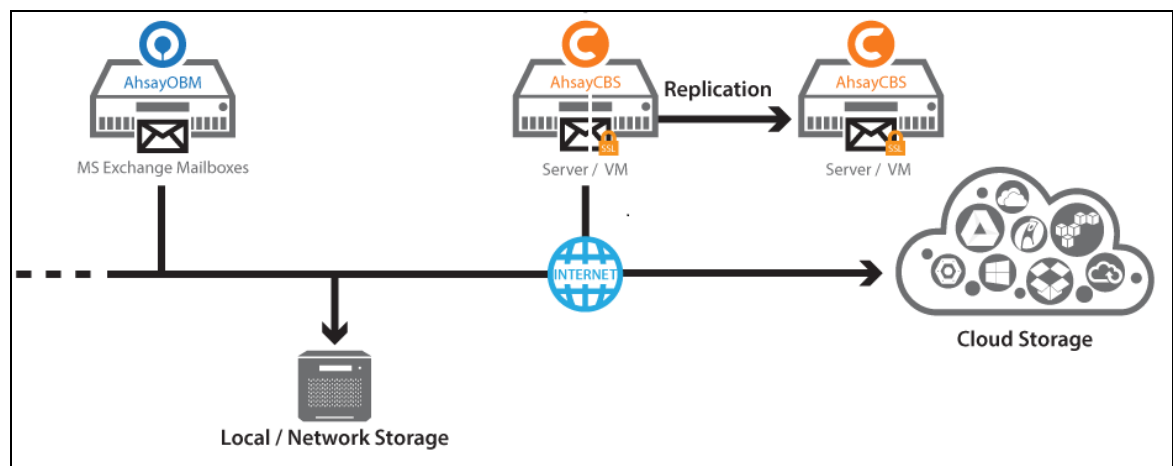 AhsayOBM
MS Exchange Mailboxes
AhsayCBS
SSL
Server / VM
Replication
AhsayCBS
SSL
Server / VM
INTERNET
Cloud Storage
Local / Network Storage